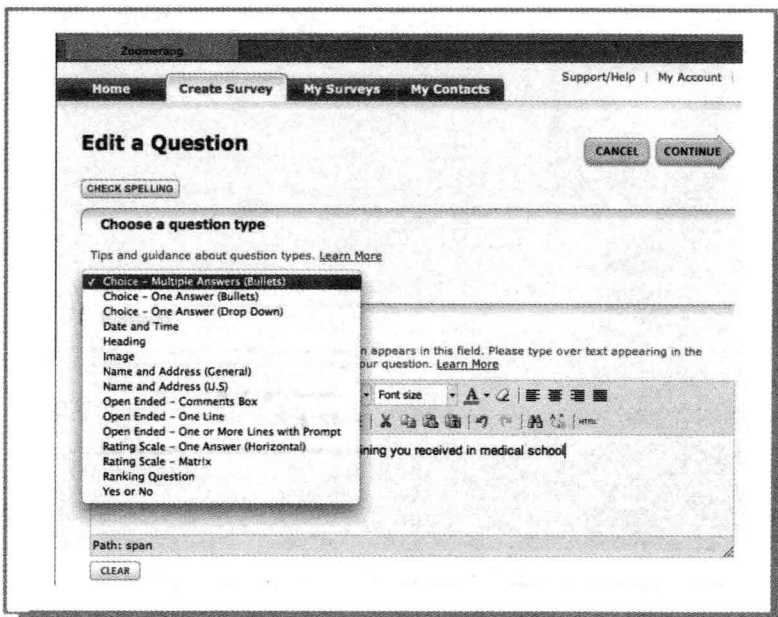 Zoomerang
Support/Help | My Account |
Home Create Survey My Surveys My Contacts
Edit a Question
CANCEL CONTINUE
CHECK SPELLING
Choose a question type
Tips and guidance about question types. Learn More
✓ Choice – Multiple Answers (Bullets)
Choice – One Answer (Bullets)
Choice – One Answer (Drop Down)
Date and Time
Heading
Image
Name and Address (General)
Name and Address (U.S)
Open Ended – Comments Box
Open Ended – One Line
Open Ended – One or More Lines with Prompt
Rating Scale – One Answer (Horizontal)
Rating Scale – Matrix
Ranking Question
Yes or No
n appears in this field. Please type over text appearing in the
our question. Learn More
Font size A
HTML
ining you received in medical school
Path: span
CLEAR